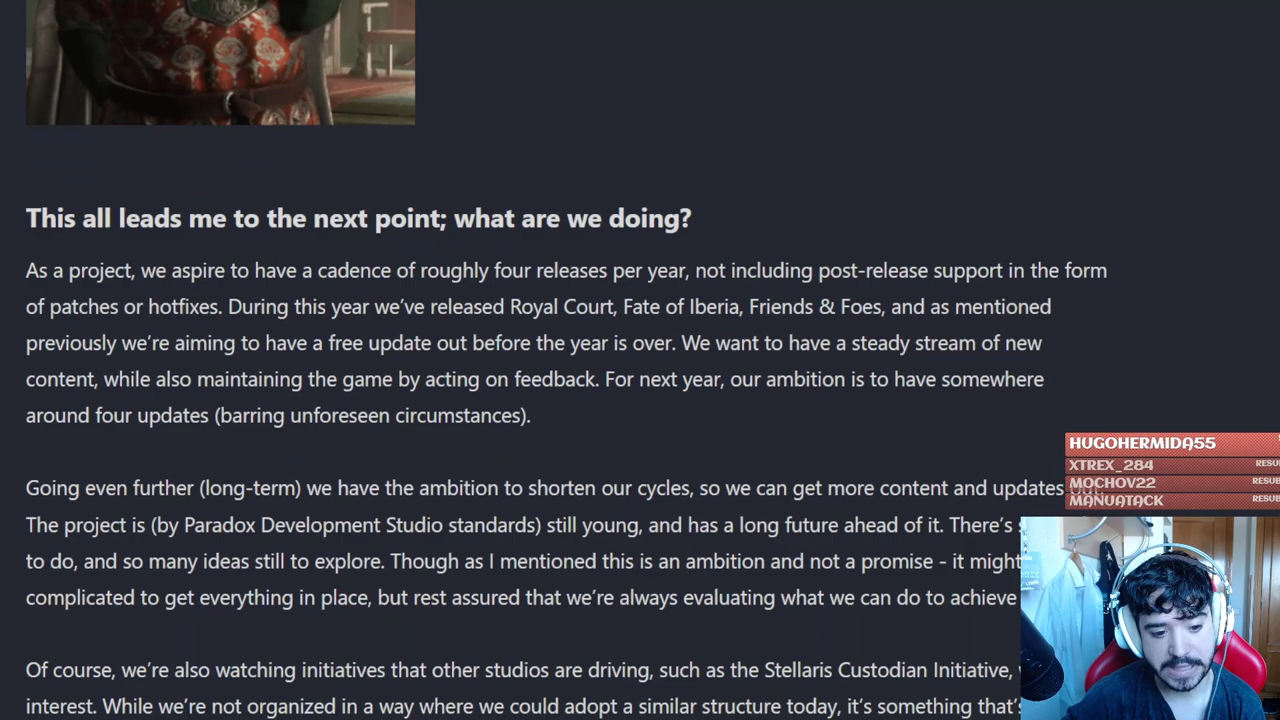 This all leads me to the next point; what are we doing?
As a project, we aspire to have a cadence of roughly four releases per year, not including post-release support in the form
of patches or hotfixes. During this year we've released Royal Court, Fate of Iberia, Friends & Foes, and as mentioned
previously we're aiming to have a free update out before the year is over. We want to have a steady stream of new
content, while also maintaining the game by acting on feedback. For next year, our ambition is to have somewhere
around four updates (barring unforeseen circumstances).
HUGOHERMIDA55
XTREX_284 RESU
MOCHOV22 RESU
MANUATACK RESU
Going even further (long-term) we have the ambition to shorten our cycles, so we can get more content and updates
The project is (by Paradox Development Studio standards) still young, and has a long future ahead of it. There's
to do, and so many ideas still to explore. Though as I mentioned this is an ambition and not a promise - it might
complicated to get everything in place, but rest assured that we're always evaluating what we can do to achieve
Of course, we're also watching initiatives that other studios are driving, such as the Stellaris Custodian Initiative,
interest. While we're not organized in a way where we could adopt a similar structure today, it's something that's